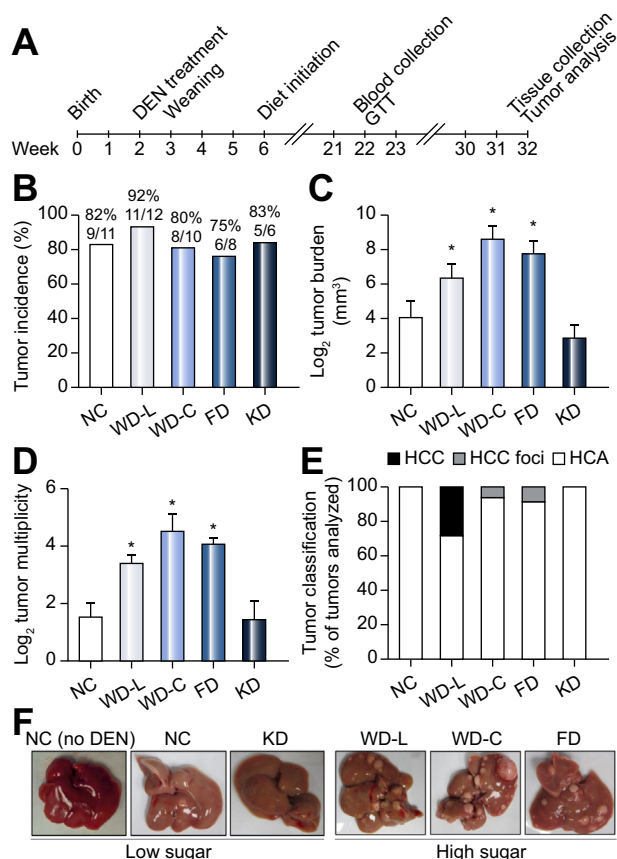 A
Birth
DEN treatment
Weaning
Diet initiation
Blood collection
GTT
Tissue collection
Tumor analysis
Week 0 1 2 3 4 5 6 21 22 23 30 31 32
B
Tumor incidence (%)
100
80
60
40
20
0
82%
9/11
92%
11/12
80%
8/10
75%
6/8
83%
5/6
NC WD-L WD-C FD KD
C
Log2 tumor burden
(mm³)
10
8
6
4
2
0
* * *
NC WD-L WD-C FD KD
D
Log2 tumor multiplicity
6
4
2
0
* * *
NC WD-L WD-C FD KD
E
HCC HCC foci HCA
Tumor classification
(% of tumors analyzed)
100
80
60
40
20
0
NC WD-L WD-C FD KD
F
NC (no DEN) NC KD WD-L WD-C FD
Low sugar High sugar